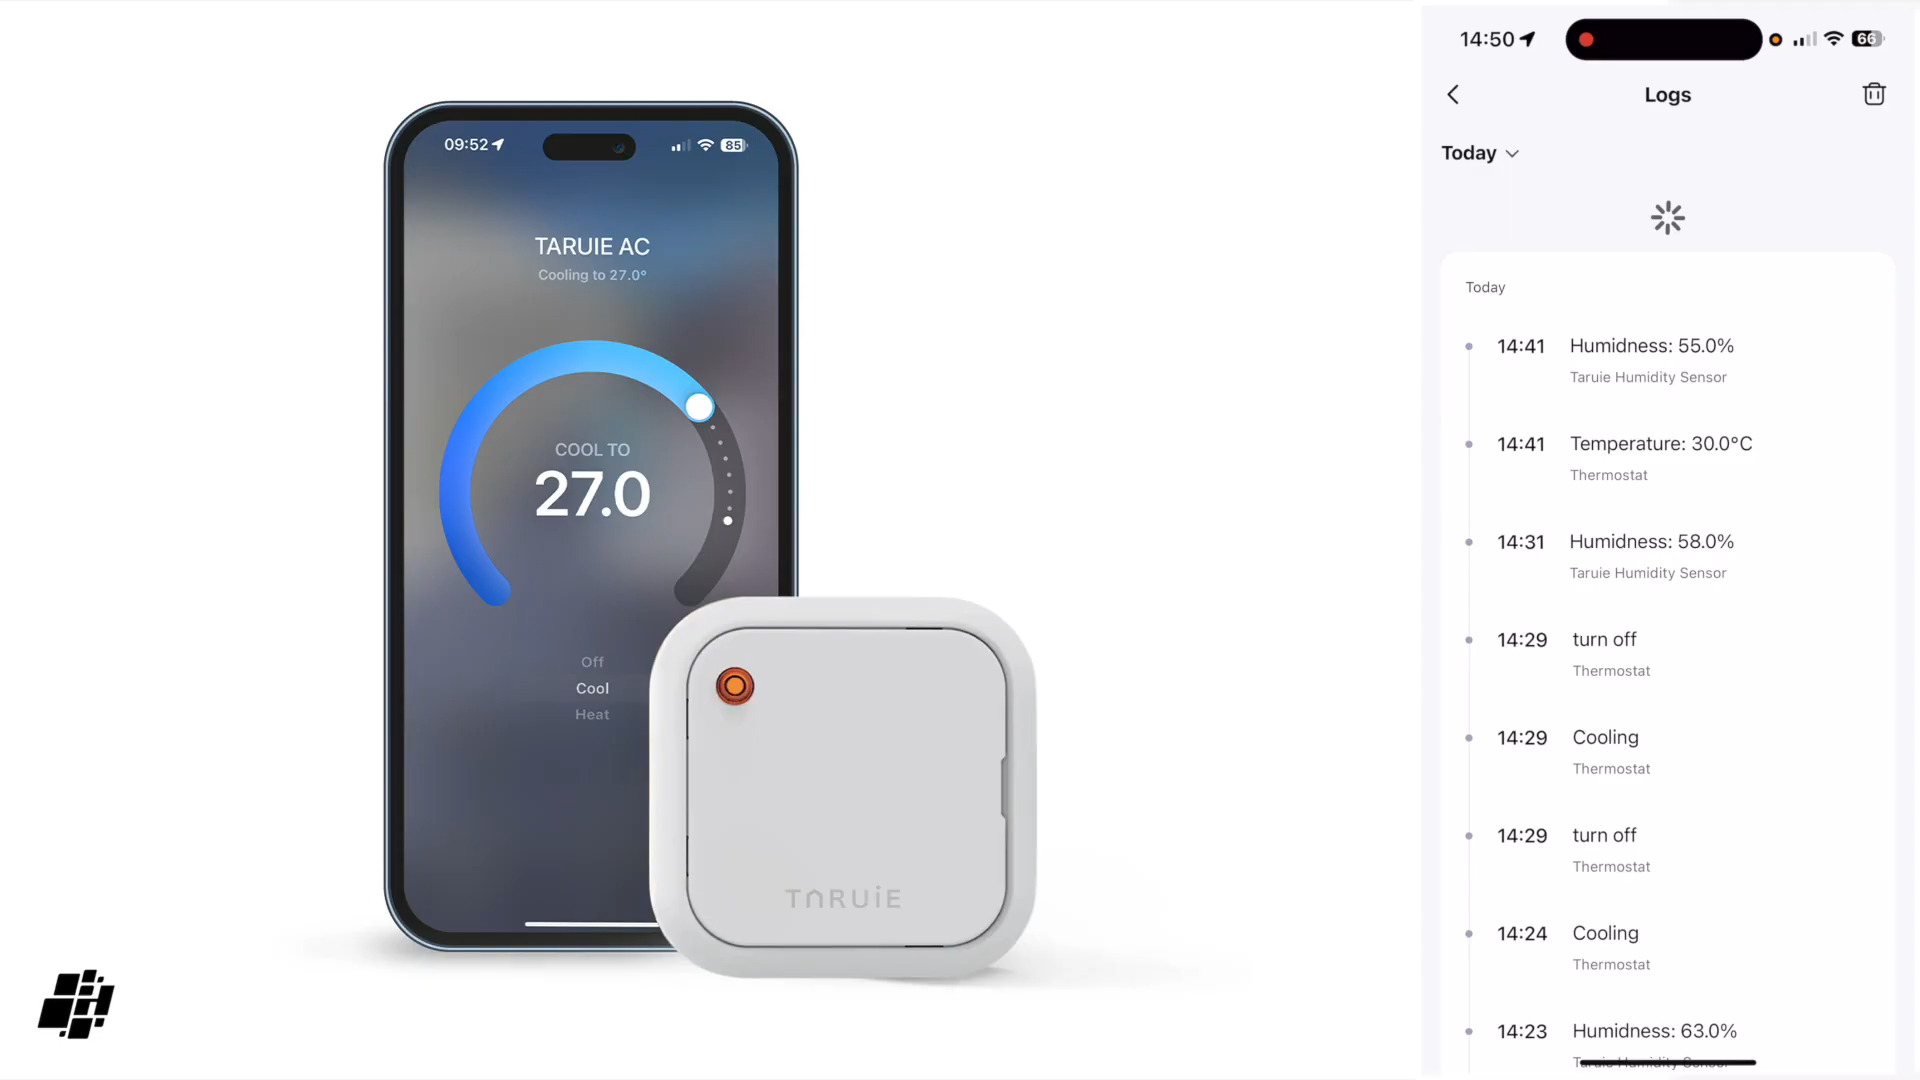 09:52
85
TARUIE AC
Cooling to 27.0°
COOL TO
27.0
Off
Cool
Heat
TARUiE
14:50
66
Logs
Today
Today
14:41 Humidness: 55.0%
Taruie Humidity Sensor
14:41 Temperature: 30.0°C
Thermostat
14:31 Humidness: 58.0%
Taruie Humidity Sensor
14:29 turn off
Thermostat
14:29 Cooling
Thermostat
14:29 turn off
Thermostat
14:24 Cooling
Thermostat
14:23 Humidness: 63.0%
Taruie Humidity Sensor